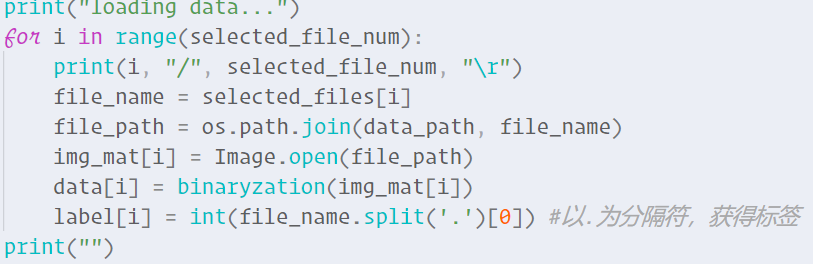 print("loading data...")
for i in range(selected_file_num):
    print(i, "/", selected_file_num, "\r")
    file_name = selected_files[i]
    file_path = os.path.join(data_path, file_name)
    img_mat[i] = Image.open(file_path)
    data[i] = binaryzation(img_mat[i])
    label[i] = int(file_name.split('.')[0]) #以.为分隔符，获得标签
print("")